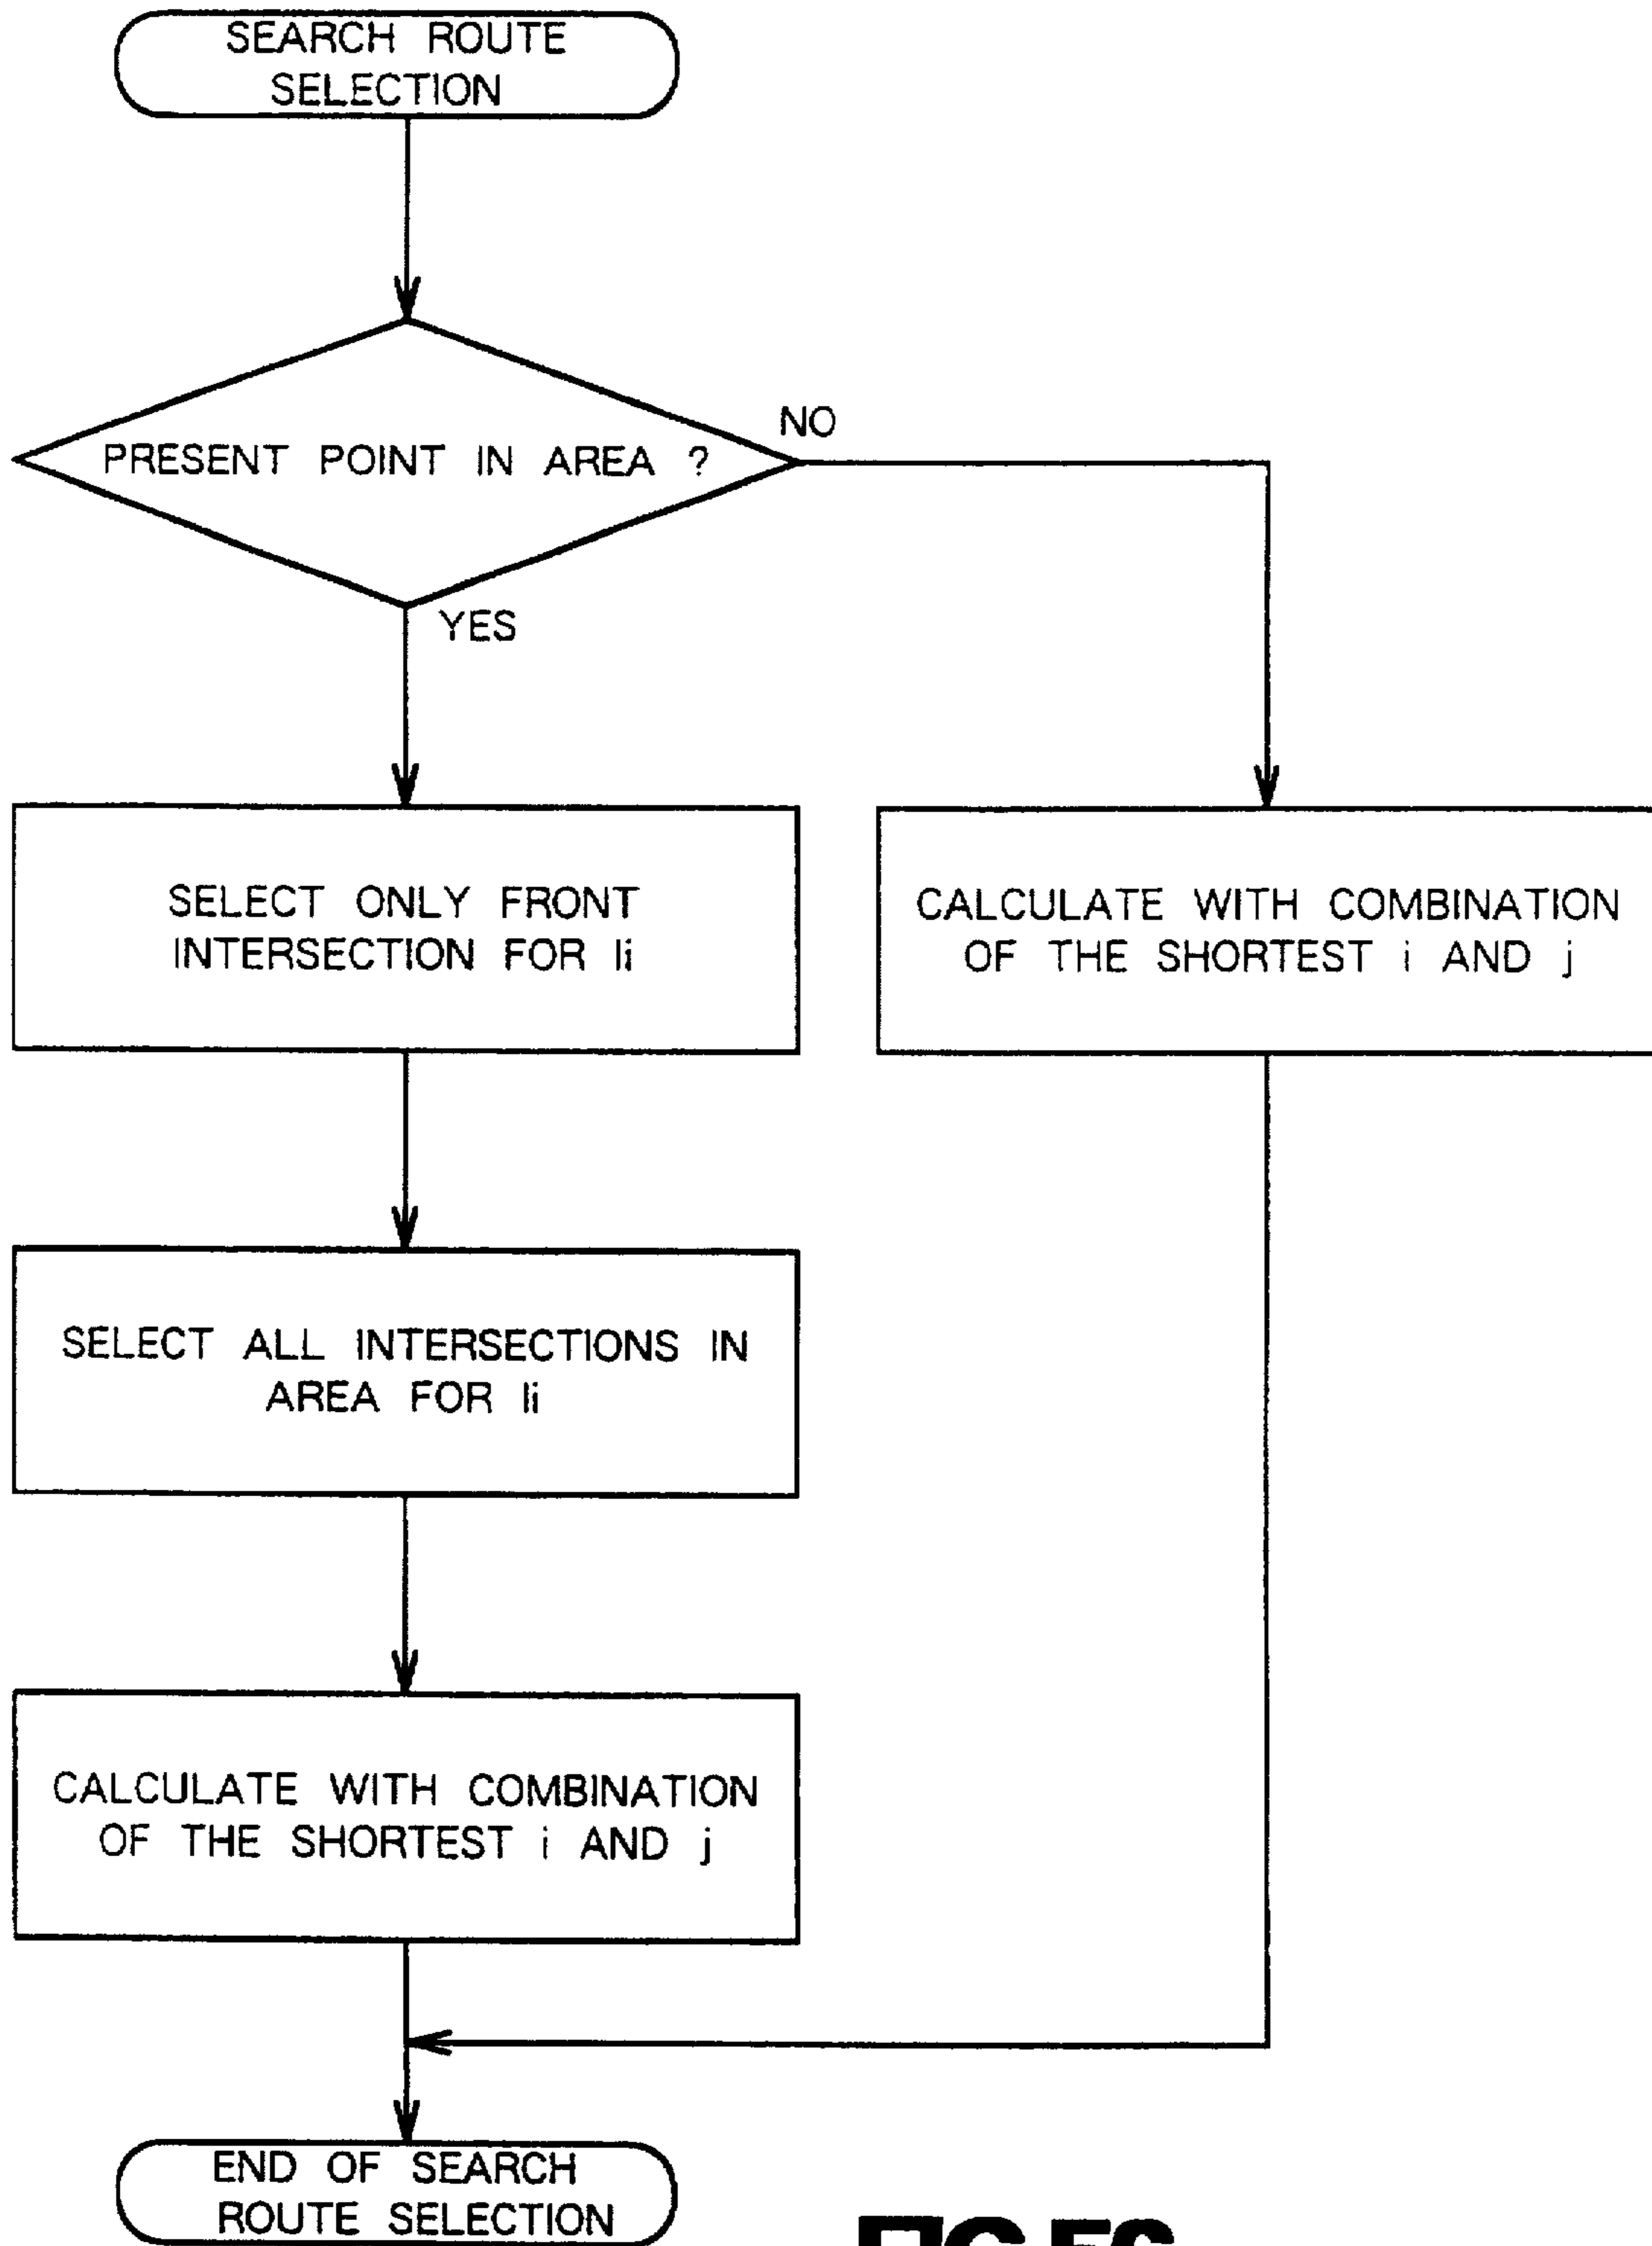 SEARCH ROUTE
SELECTION
PRESENT POINT IN AREA ?
NO
YES
SELECT ONLY FRONT
INTERSECTION FOR Ii
CALCULATE WITH COMBINATION
OF THE SHORTEST i AND j
SELECT ALL INTERSECTIONS IN
AREA FOR Ii
CALCULATE WITH COMBINATION
OF THE SHORTEST i AND j
END OF SEARCH
ROUTE SELECTION